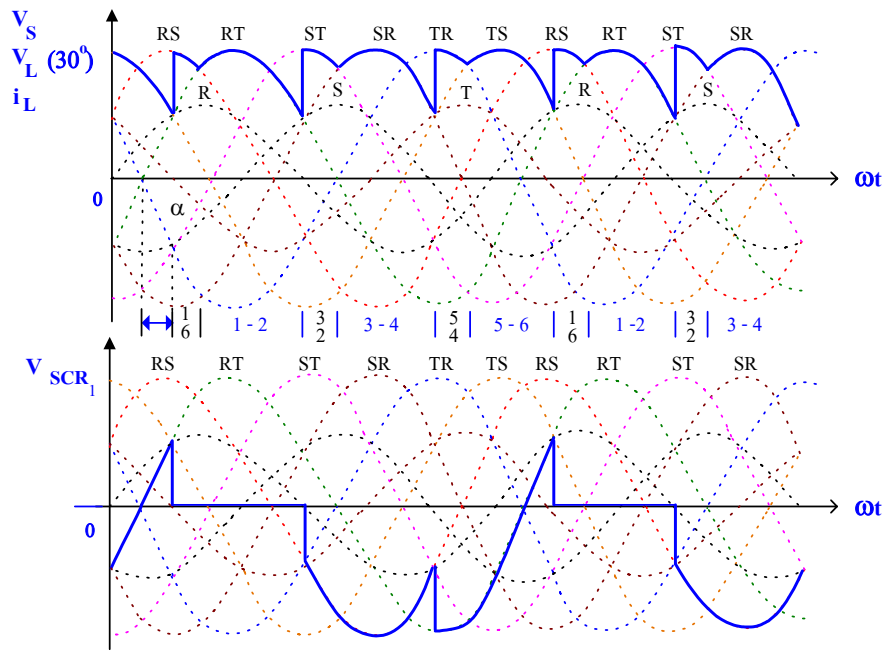 V_S
RS RT ST SR TR TS RS RT ST SR
V_L (30°)
i_L
R S T R S
0
ωt
α
1 6 | 1 - 2 | 3 2 | 3 - 4 | 5 4 | 5 - 6 | 1 6 | 1 - 2 | 3 2 | 3 - 4
V_SCR_1
RS RT ST SR TR TS RS RT ST SR
0
ωt